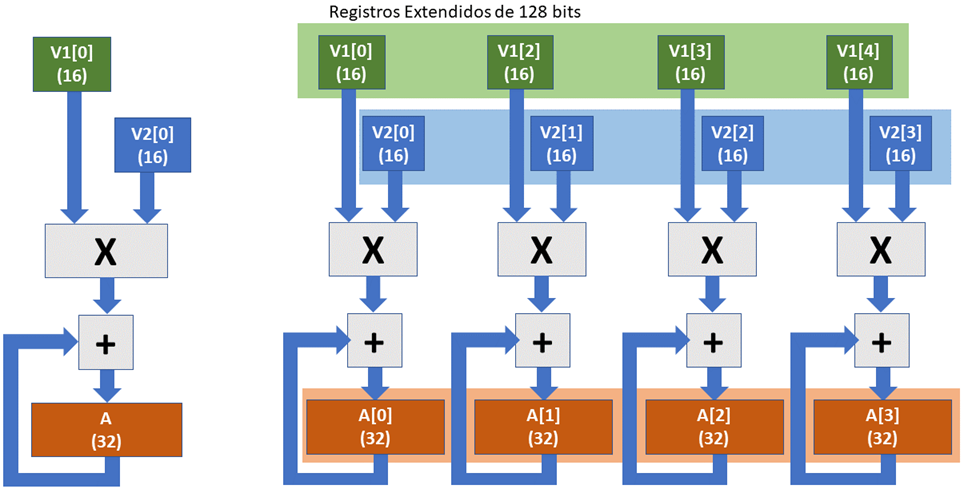 Registros Extendidos de 128 bits
V1[0]
(16)
V2[0]
(16)
X
+
A
(32)
V1[0]
(16)
V1[2]
(16)
V1[3]
(16)
V1[4]
(16)
V2[0]
(16)
V2[1]
(16)
V2[2]
(16)
V2[3]
(16)
X
X
X
X
+
+
+
+
A[0]
(32)
A[1]
(32)
A[2]
(32)
A[3]
(32)